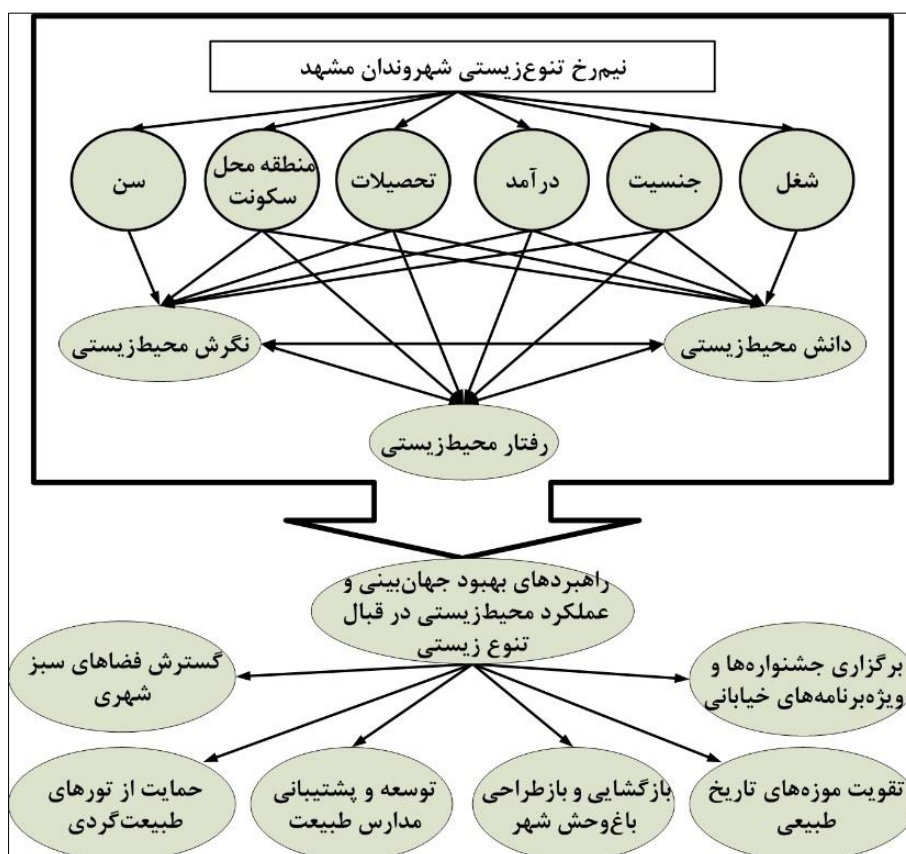 نیم‌رخ تنوع‌زیستی شهروندان مشهد
شغل
جنسیت
درآمد
تحصیلات
منطقه محل
سکونت
سن
دانش محیط‌زیستی
نگرش محیط‌زیستی
رفتار محیط‌زیستی
راهبردهای بهبود جهان‌بینی و
عملکرد محیط‌زیستی در قبال
تنوع زیستی
برگزاری جشنواره‌ها و
ویژه‌برنامه‌های خیابانی
گسترش فضاهای سبز
شهری
تقویت موزه‌های تاریخ
طبیعی
بازگشایی و بازطراحی
باغ‌وحش شهر
توسعه و پشتیبانی
مدارس طبیعت
حمایت از تورهای
طبیعت‌گردی